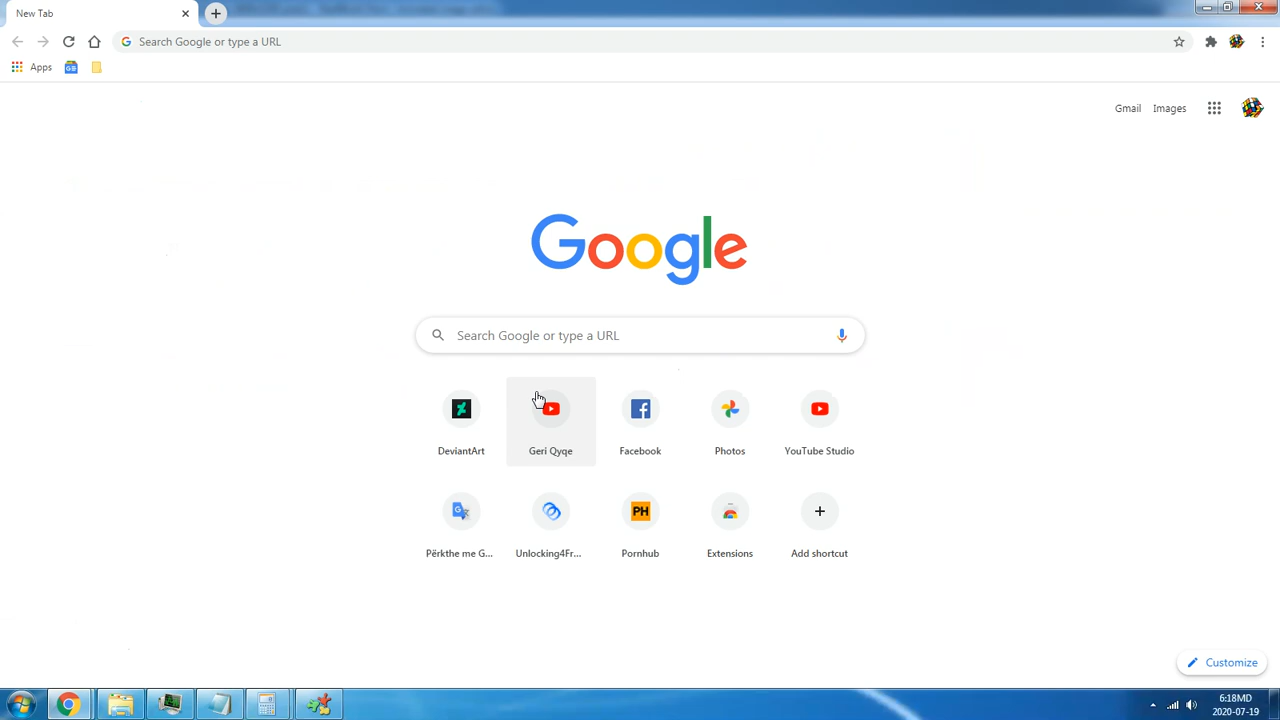 New Tab
Search Google or type a URL
Apps
Gmail
Images
Google
Search Google or type a URL
DeviantArt
Geri Qyqe
Facebook
Photos
YouTube Studio
Përkthe me G...
Unlocking4Fr...
PH
Pornhub
Extensions
Add shortcut
Customize
6:18MD
2020-07-19